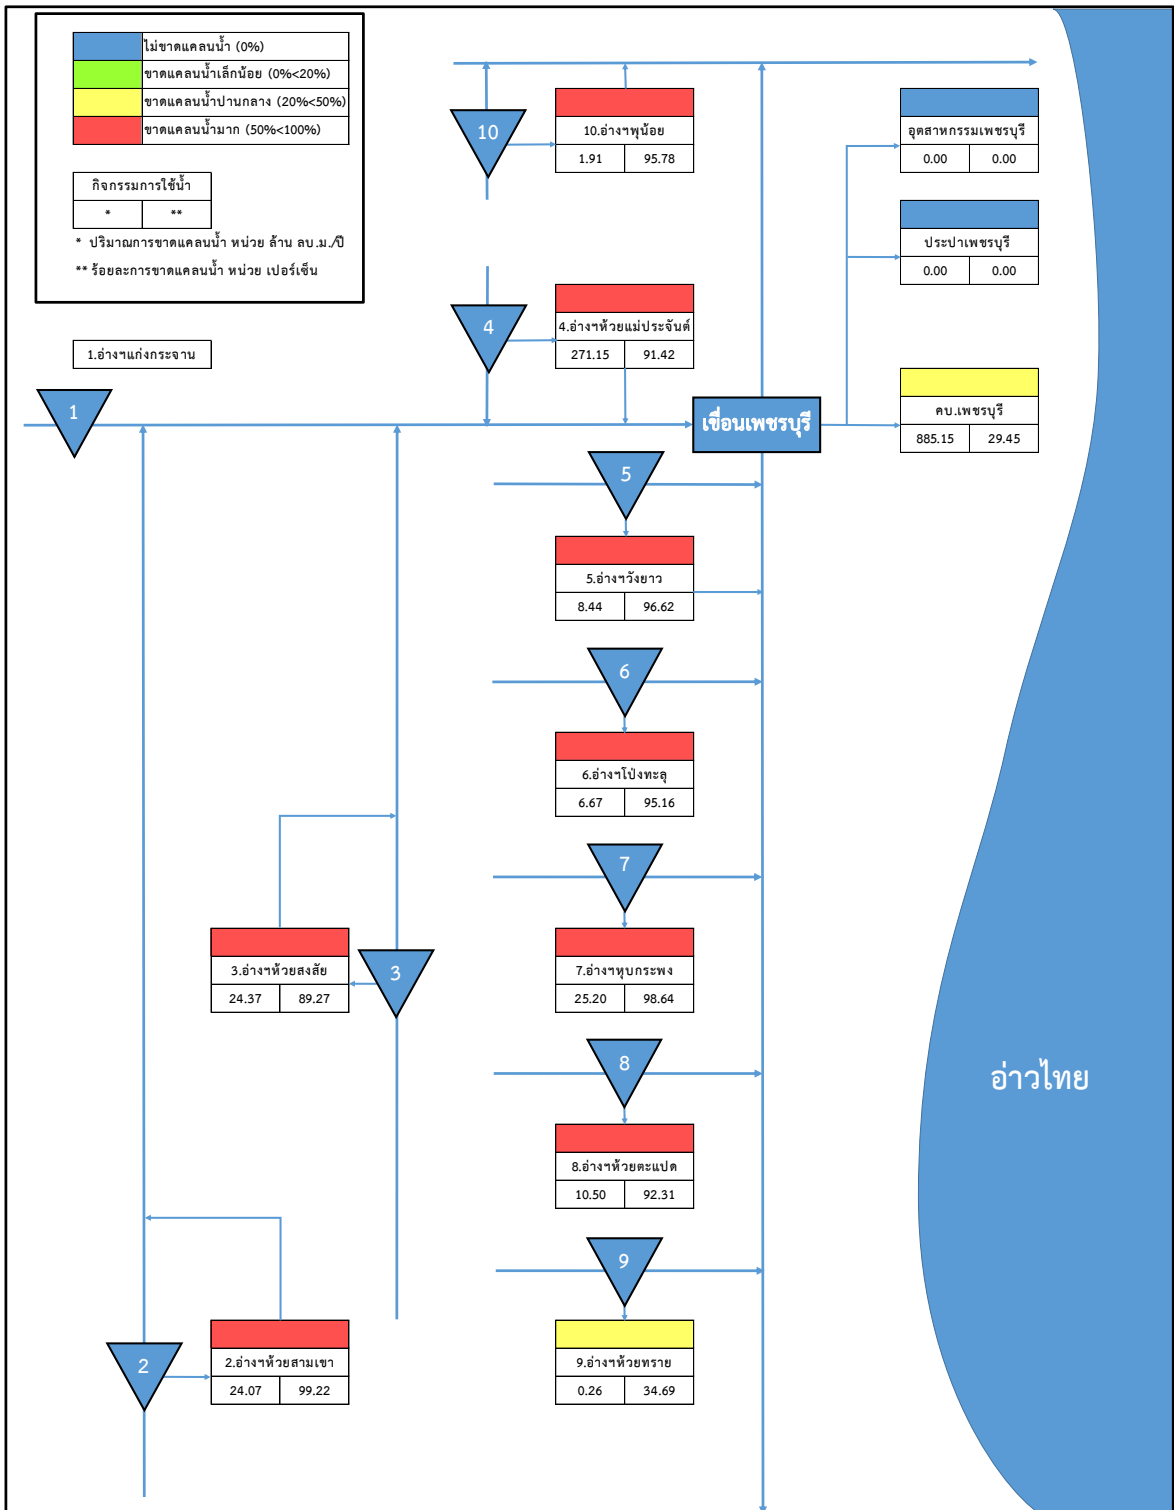 ไม่ขาดแคลนน้ำ (0%)
ขาดแคลนน้ำเล็กน้อย (0%<20%)
ขาดแคลนน้ำปานกลาง (20%<50%)
ขาดแคลนน้ำมาก (50%<100%)
กิจกรรมการใช้น้ำ
* **
* ปริมาณการขาดแคลนน้ำ หน่วย ล้าน ลบ.ม./ปี
** ร้อยละการขาดแคลนน้ำ หน่วย เปอร์เซ็น
10
10.อ่างฯพุน้อย
1.91 95.78
อุตสาหกรรมเพชรบุรี
0.00 0.00
ประปาเพชรบุรี
0.00 0.00
4
4.อ่างฯห้วยแม่ประจันต์
271.15 91.42
1.อ่างฯแก่งกระจาน
1
เขื่อนเพชรบุรี
คบ.เพชรบุรี
885.15 29.45
5
5.อ่างฯวังยาว
8.44 96.62
6
6.อ่างฯโป่งทะลุ
6.67 95.16
7
7.อ่างฯหุบกระพง
25.20 98.64
3.อ่างฯห้วยสงสัย
24.37 89.27
3
8
8.อ่างฯห้วยตะแปด
10.50 92.31
อ่าวไทย
9
9.อ่างฯห้วยทราย
0.26 34.69
2
2.อ่างฯห้วยสามเขา
24.07 99.22